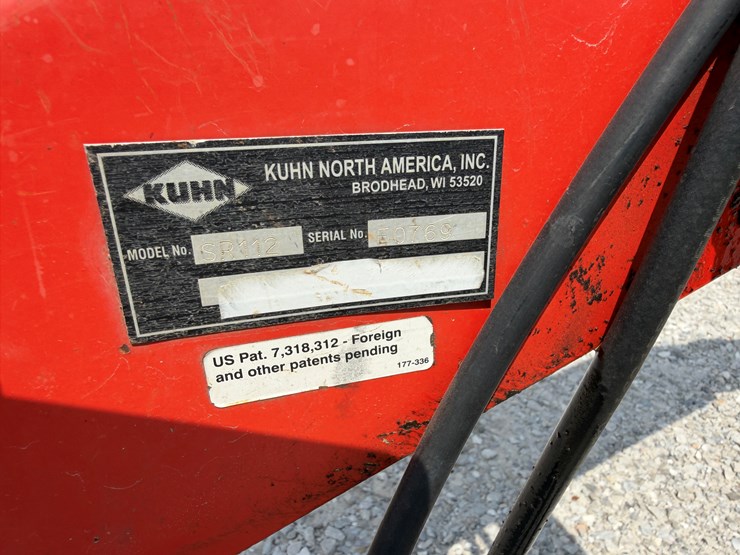 KUHN
KUHN NORTH AMERICA, INC.
BRODHEAD, WI 53520
MODEL No. SR112
SERIAL No.
US Pat. 7,318,312 - Foreign
and other patents pending
177-336